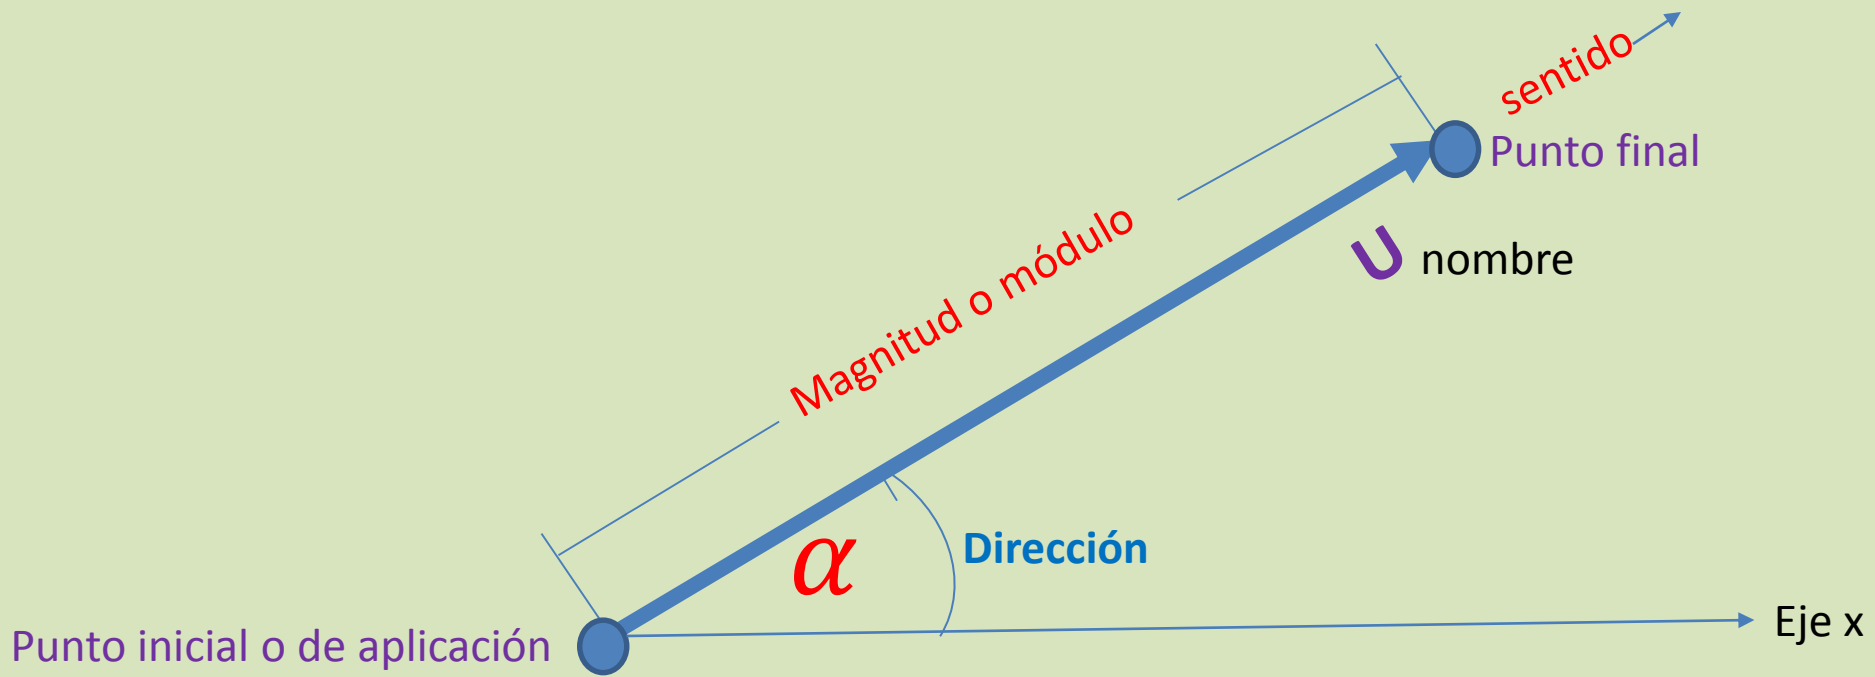 sentido
Punto final
Magnitud o módulo
U nombre
α
Dirección
Punto inicial o de aplicación
Eje x